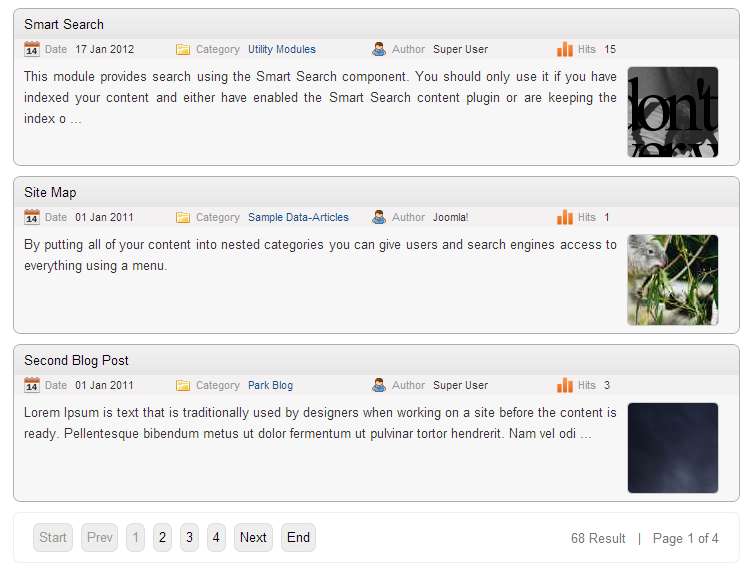 Smart Search
14 Date 17 Jan 2012 Category Utility Modules Author Super User Hits 15
This module provides search using the Smart Search component. You should only use it if you have
indexed your content and either have enabled the Smart Search content plugin or are keeping the
index o ...
don't
very
Site Map
14 Date 01 Jan 2011 Category Sample Data-Articles Author Joomla! Hits 1
By putting all of your content into nested categories you can give users and search engines access to
everything using a menu.
Second Blog Post
14 Date 01 Jan 2011 Category Park Blog Author Super User Hits 3
Lorem Ipsum is text that is traditionally used by designers when working on a site before the content is
ready. Pellentesque bibendum metus ut dolor fermentum ut pulvinar tortor hendrerit. Nam vel odi ...
Start Prev 1 2 3 4 Next End 68 Result | Page 1 of 4